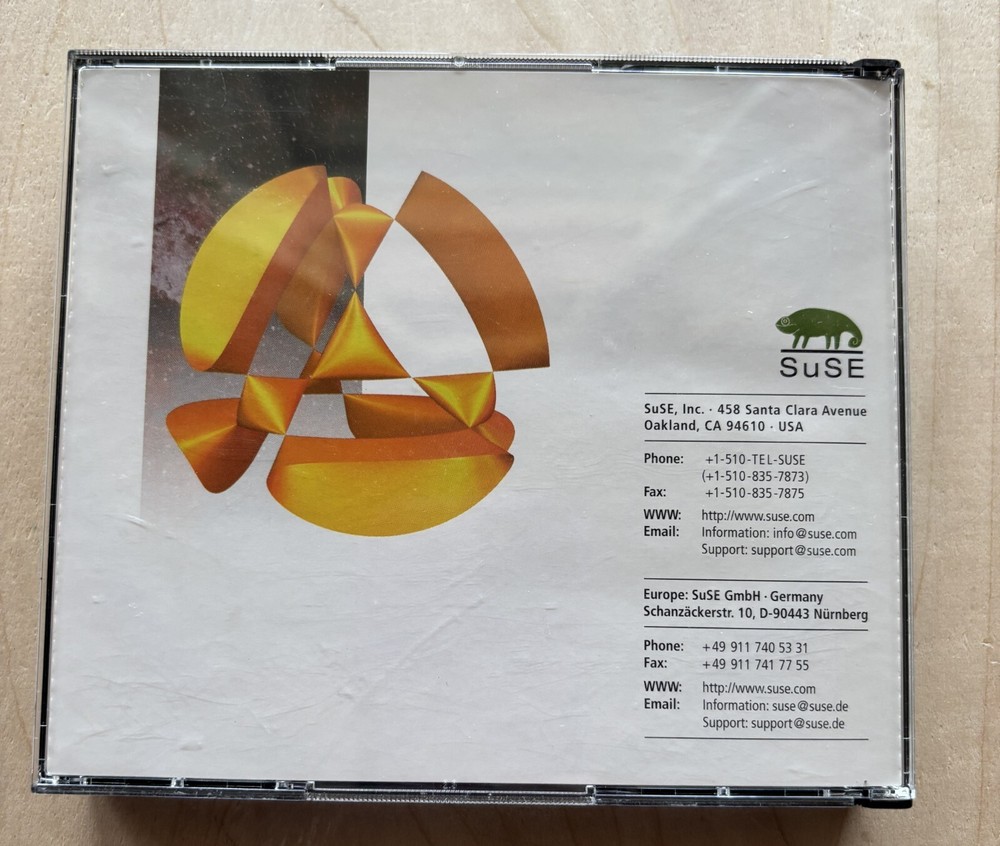 SuSE
SuSE, Inc. · 458 Santa Clara Avenue
Oakland, CA 94610 · USA
Phone: +1-510-TEL-SUSE
(+1-510-835-7873)
Fax: +1-510-835-7875
WWW: http://www.suse.com
Email: Information: info@suse.com
Support: support@suse.com
Europe: SuSE GmbH · Germany
Schanzäckerstr. 10, D-90443 Nürnberg
Phone: +49 911 740 53 31
Fax: +49 911 741 77 55
WWW: http://www.suse.com
Email: Information: suse@suse.de
Support: support@suse.de